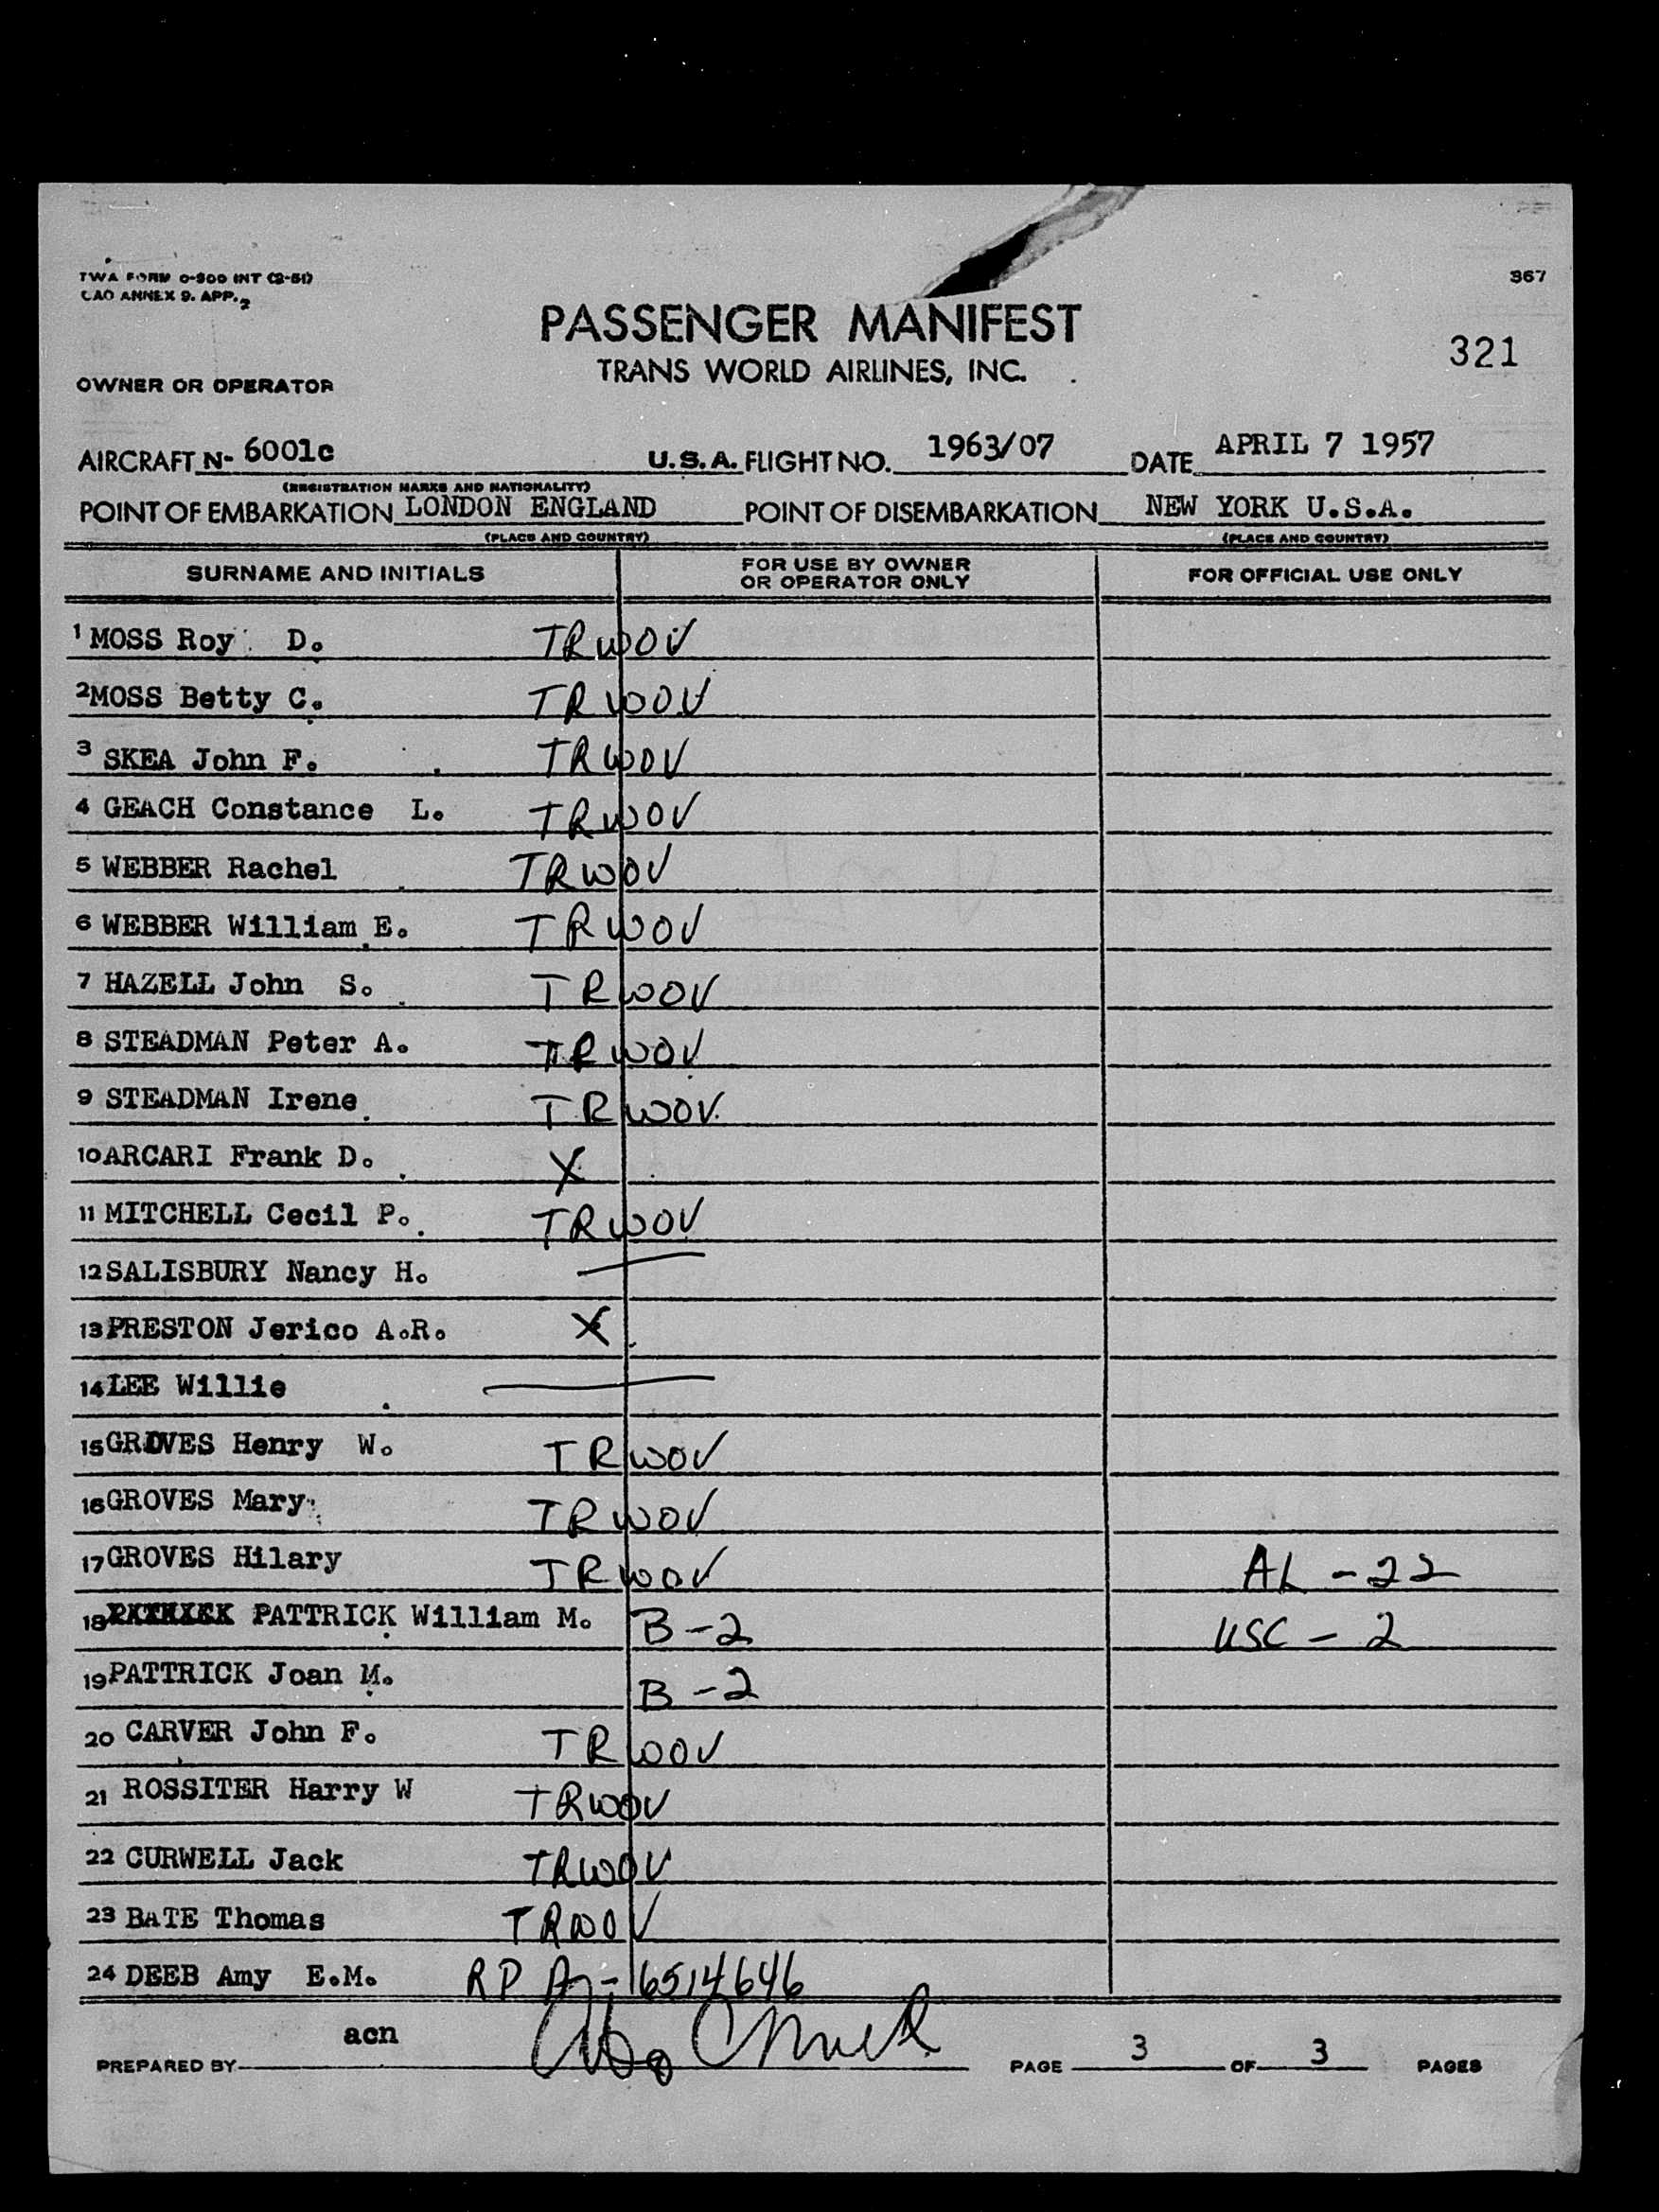 TWA FORM O-900 INT (2-51)
367
CAO ANNEX 9. APP. 2
PASSENGER MANIFEST
321
TRANS WORLD AIRLINES, INC.
OWNER OR OPERATOR
AIRCRAFT N- 6001c U.S.A. FLIGHT NO. 1963/07 DATE APRIL 7 1957
(REGISTRATION MARKS AND NATIONALITY)
POINT OF EMBARKATION LONDON ENGLAND POINT OF DISEMBARKATION NEW YORK U.S.A.
(PLACE AND COUNTRY) (PLACE AND COUNTRY)
SURNAME AND INITIALS FOR USE BY OWNER OR OPERATOR ONLY FOR OFFICIAL USE ONLY
1 MOSS Roy D. TRWOV
2 MOSS Betty C. TRWOV
3 SKEA John F. TRWOV
4 GEACH Constance L. TRWOV
5 WEBBER Rachel TRWOV
6 WEBBER William E. TRWOV
7 HAZELL John S. TRWOV
8 STEADMAN Peter A. TRWOV
9 STEADMAN Irene TRWOV
10 ARCARI Frank D. X
11 MITCHELL Cecil P. TRWOV
12 SALISBURY Nancy H.
13 PRESTON Jerico A.R. X
14 LEE Willie
15 GROVES Henry W. TRWOV
16 GROVES Mary TRWOV
17 GROVES Hilary TRWOV AL - 22
18 PATTRICK William M. B-2 USC - 2
19 PATTRICK Joan M. B-2
20 CARVER John F. TRWOV
21 ROSSITER Harry W TRWOV
22 CURWELL Jack TRWOV
23 BATE Thomas TRWOV
24 DEEB Amy E.M. RP A-6514646
acn
PREPARED BY PAGE 3 OF 3 PAGES